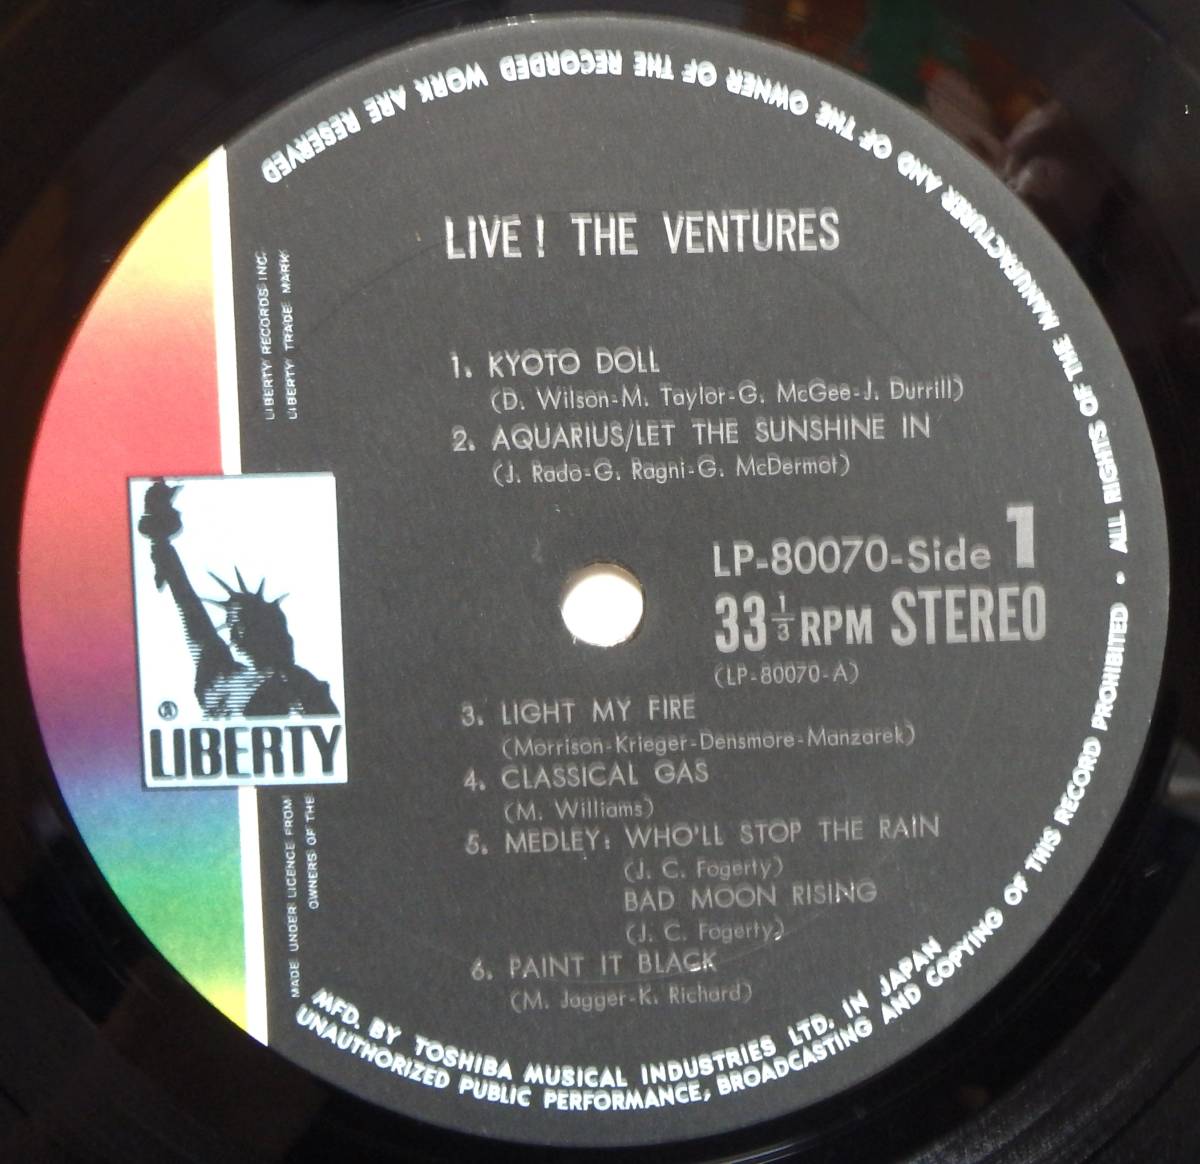 LIVE! THE VENTURES
1. KYOTO DOLL
(D. Wilson-M. Taylor-G. McGee-J. Durrill)
2. AQUARIUS/LET THE SUNSHINE IN
(J. Rado-G. Ragni-G. McDermot)
LP-80070-Side 1
33 1/3 RPM STEREO
(LP-80070-A)
3. LIGHT MY FIRE
(Morrison-Krieger-Densmore-Manzarek)
4. CLASSICAL GAS
(M. Williams)
5. MEDLEY: WHO'LL STOP THE RAIN
(J. C. Fogerty)
BAD MOON RISING
(J. C. Fogerty)
6. PAINT IT BLACK
(M. Jagger-K. Richard)
LIBERTY RECORDS INC.
LIBERTY TRADE MARK
®
LIBERTY
MADE UNDER LICENCE FROM
OWNERS OF THE
MFD. BY TOSHIBA MUSICAL INDUSTRIES LTD. IN JAPAN
UNAUTHORIZED PUBLIC PERFORMANCE, BROADCASTING AND COPYING OF THIS RECORD PROHIBITED • ALL RIGHTS OF THE MANUFACTURER AND OF THE OWNER OF THE RECORDED WORK ARE RESERVED